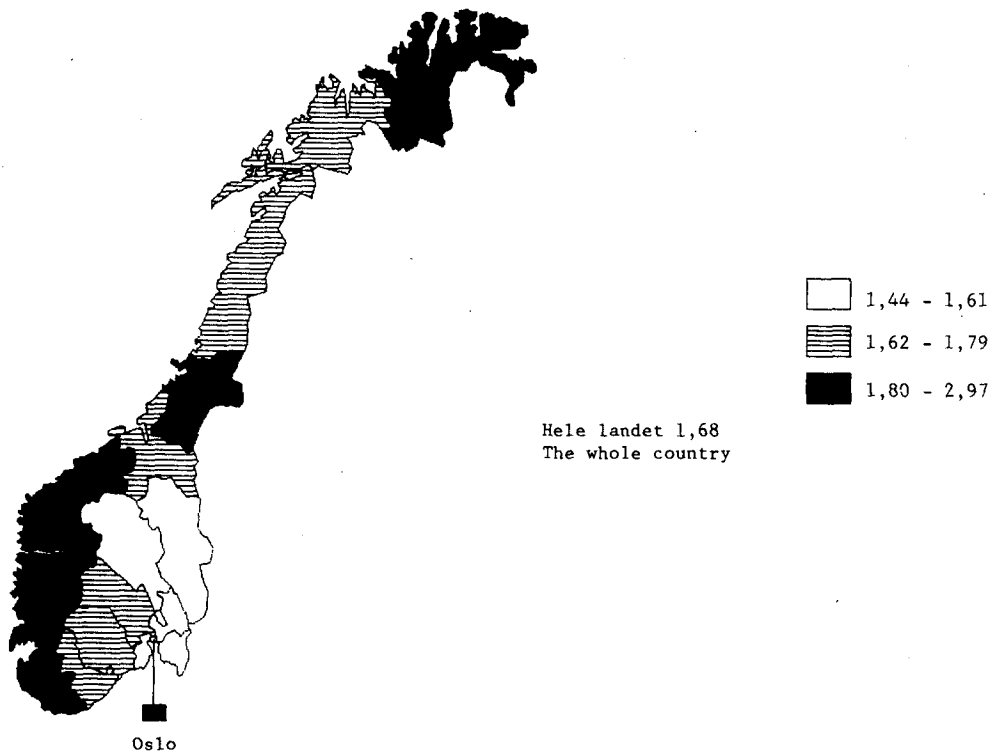 1,44 - 1,61
1,62 - 1,79
1,80 - 2,97
Hele landet 1,68
The whole country
Oslo